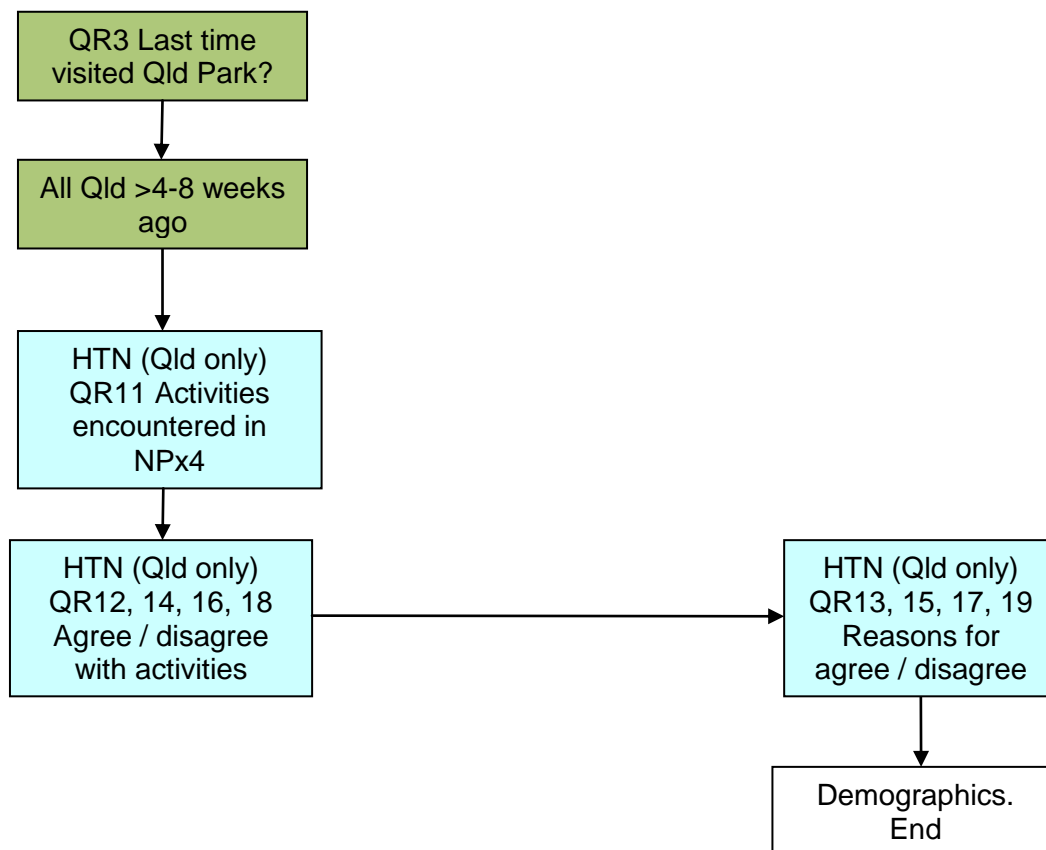 QR3 Last time
visited Qld Park?
All Qld >4-8 weeks
ago
HTN (Qld only)
QR11 Activities
encountered in
NPx4
HTN (Qld only)
QR12, 14, 16, 18
Agree / disagree
with activities
HTN (Qld only)
QR13, 15, 17, 19
Reasons for
agree / disagree
Demographics.
End